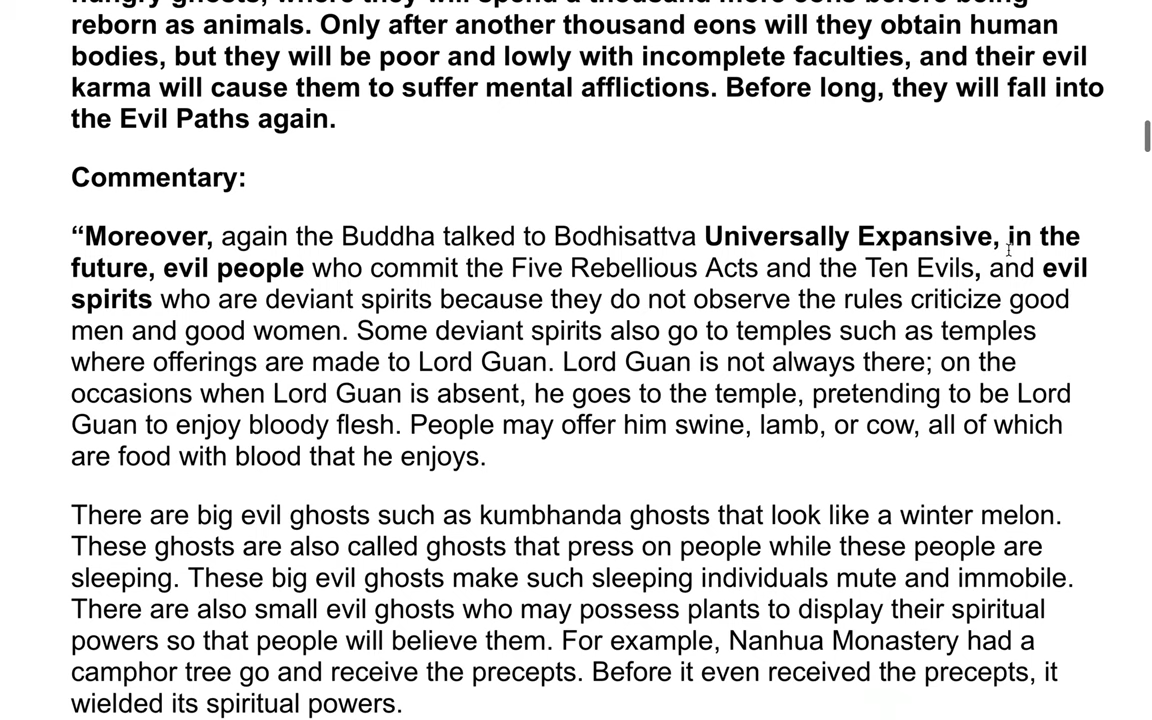 hungry ghosts, where they will spend a thousand more eons before being
reborn as animals. Only after another thousand eons will they obtain human
bodies, but they will be poor and lowly with incomplete faculties, and their evil
karma will cause them to suffer mental afflictions. Before long, they will fall into
the Evil Paths again.
Commentary:
“Moreover, again the Buddha talked to Bodhisattva Universally Expansive, in the
future, evil people who commit the Five Rebellious Acts and the Ten Evils, and evil
spirits who are deviant spirits because they do not observe the rules criticize good
men and good women. Some deviant spirits also go to temples such as temples
where offerings are made to Lord Guan. Lord Guan is not always there; on the
occasions when Lord Guan is absent, he goes to the temple, pretending to be Lord
Guan to enjoy bloody flesh. People may offer him swine, lamb, or cow, all of which
are food with blood that he enjoys.
There are big evil ghosts such as kumbhanda ghosts that look like a winter melon.
These ghosts are also called ghosts that press on people while these people are
sleeping. These big evil ghosts make such sleeping individuals mute and immobile.
There are also small evil ghosts who may possess plants to display their spiritual
powers so that people will believe them. For example, Nanhua Monastery had a
camphor tree go and receive the precepts. Before it even received the precepts, it
wielded its spiritual powers.